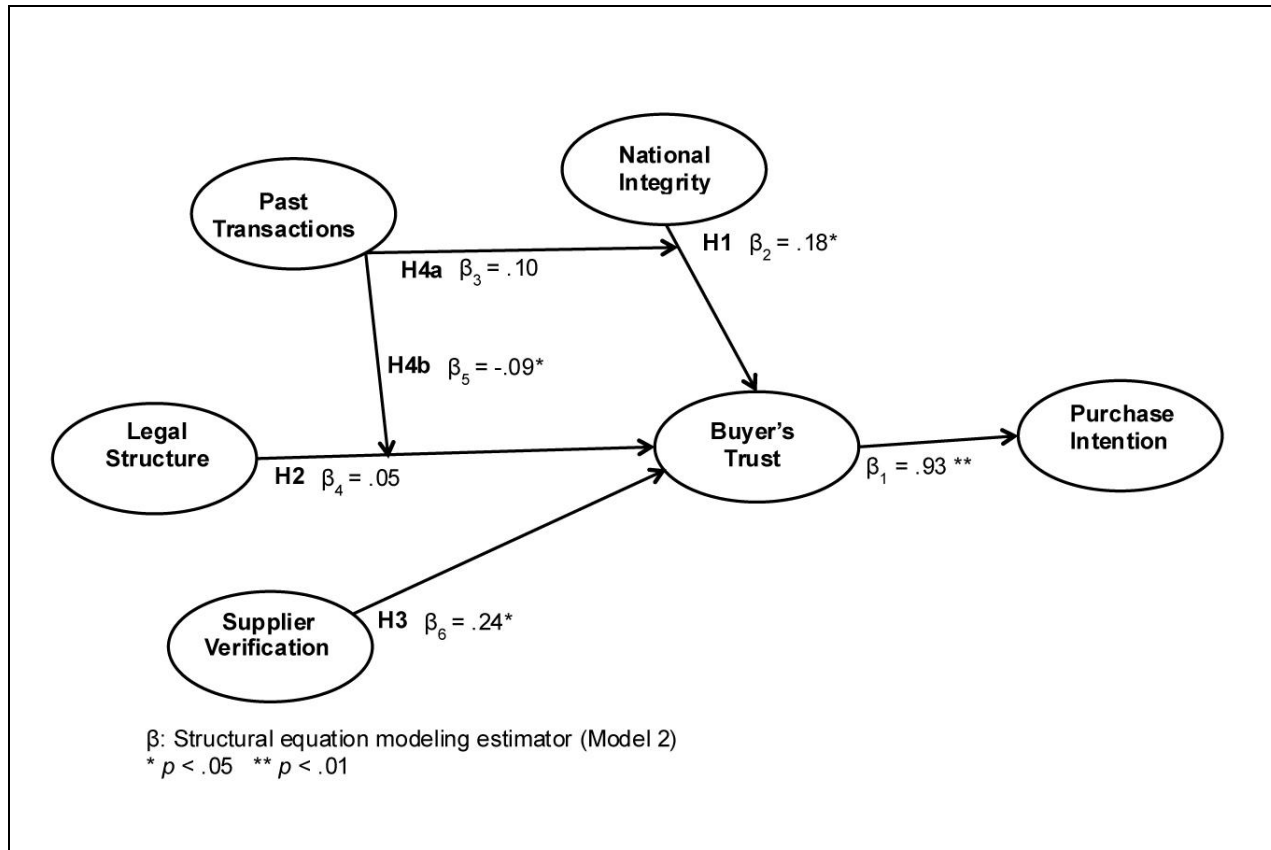 National
Integrity
Past
Transactions
H1 β2 = .18*
H4a β3 = .10
H4b β5 = -.09*
Legal
Structure
Buyer's
Trust
Purchase
Intention
H2 β4 = .05
β1 = .93 **
Supplier
Verification
H3 β6 = .24*
β: Structural equation modeling estimator (Model 2)
* p < .05 ** p < .01